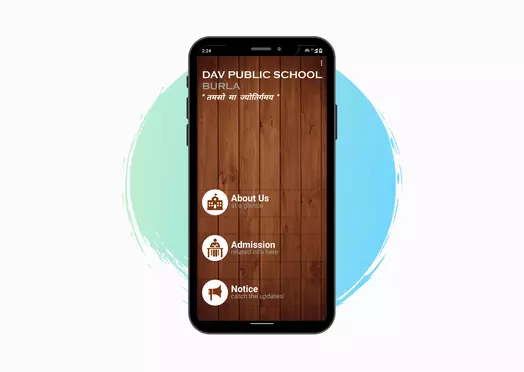 2:24
DAV PUBLIC SCHOOL
BURLA
" तमसो मा ज्योतिर्गमय "
About Us
at a glance
Admission
related info here
Notice
catch the updates!